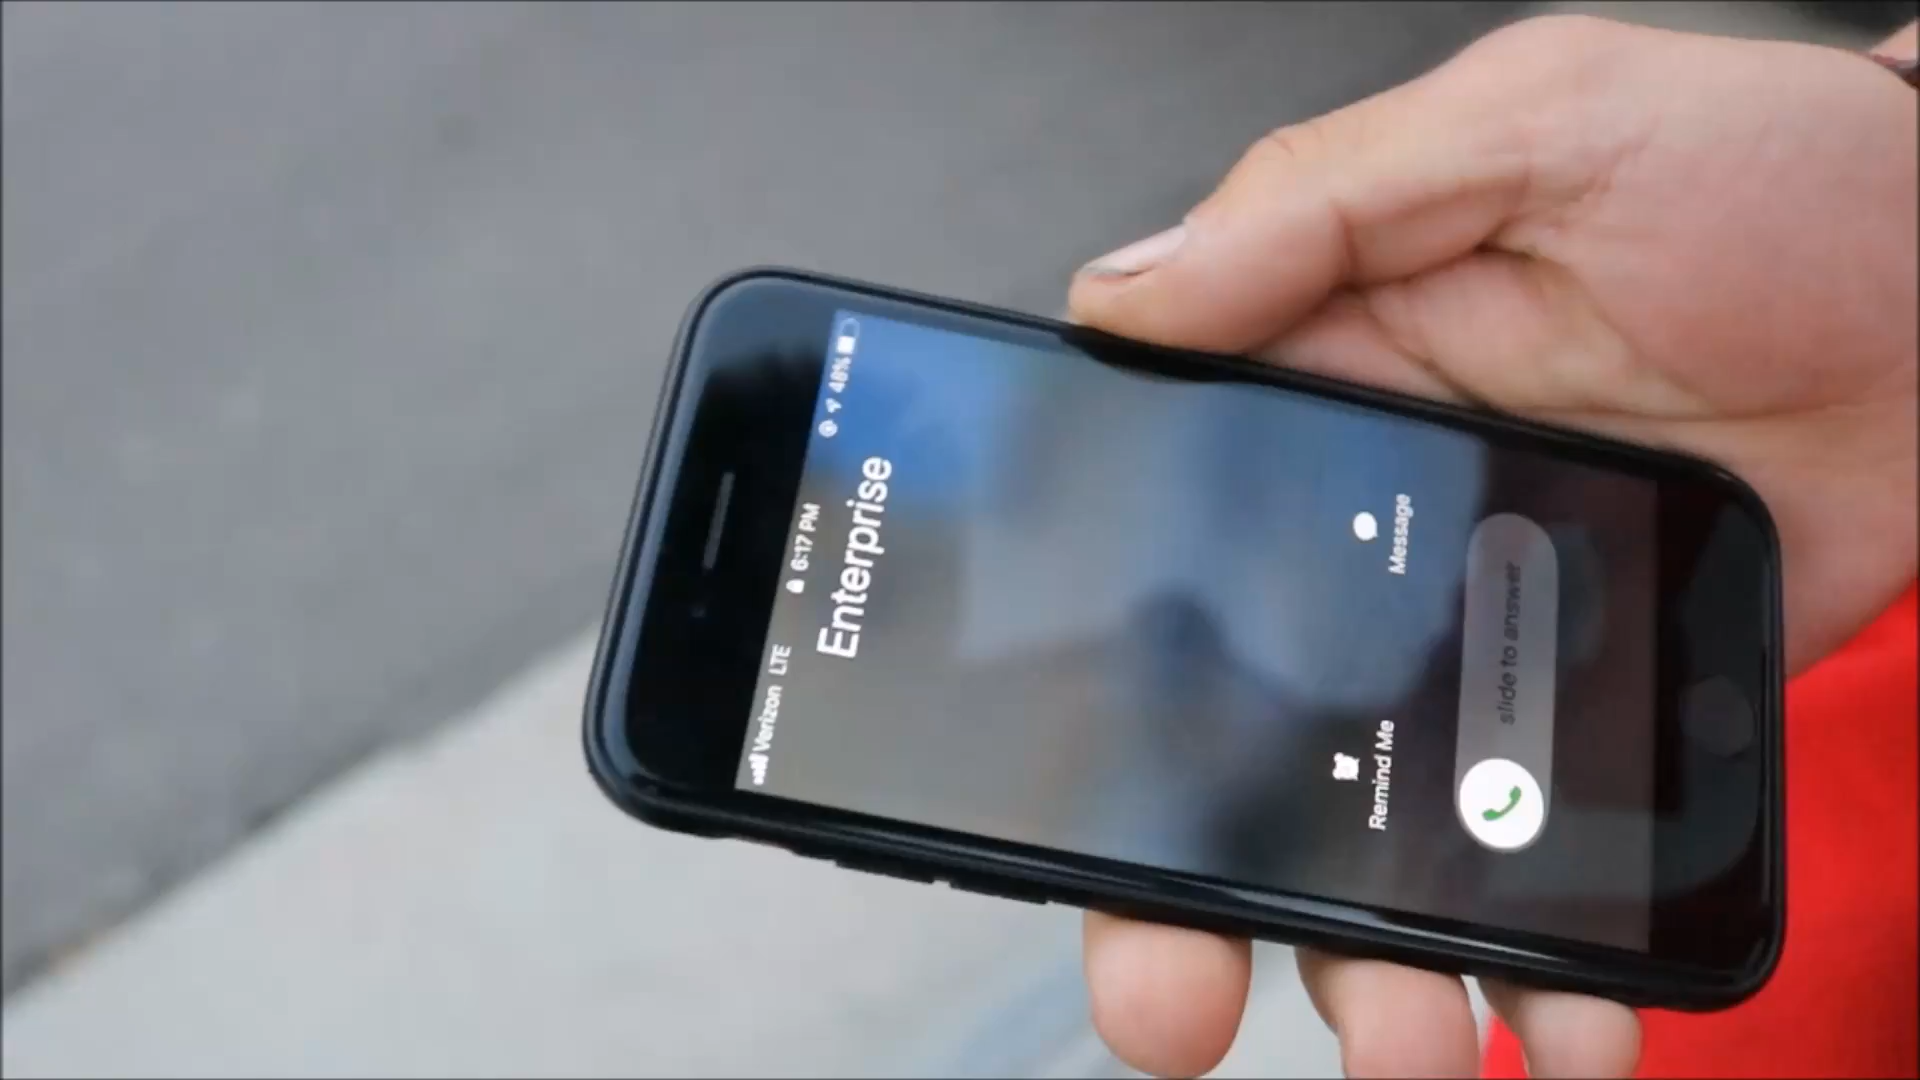 Verizon LTE 6:17 PM 48%
Enterprise
Remind Me Message
slide to answer